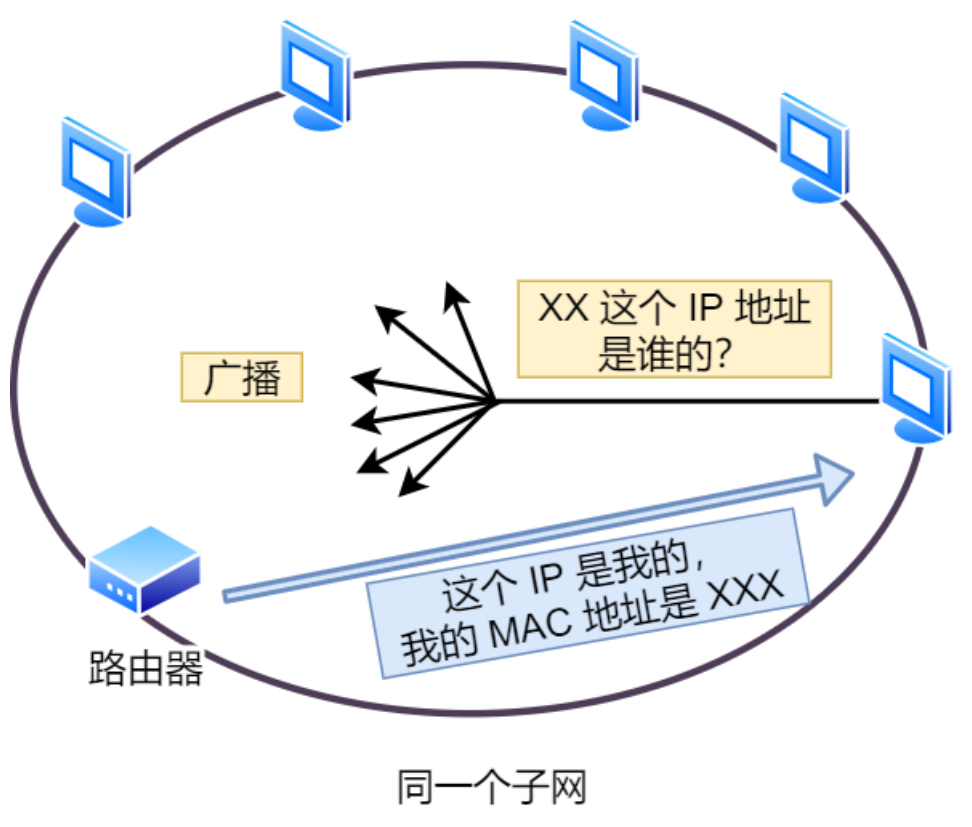 XX 这个 IP 地址
是谁的？
广播
这个 IP 是我的，
我的 MAC 地址是 XXX
路由器
同一个子网